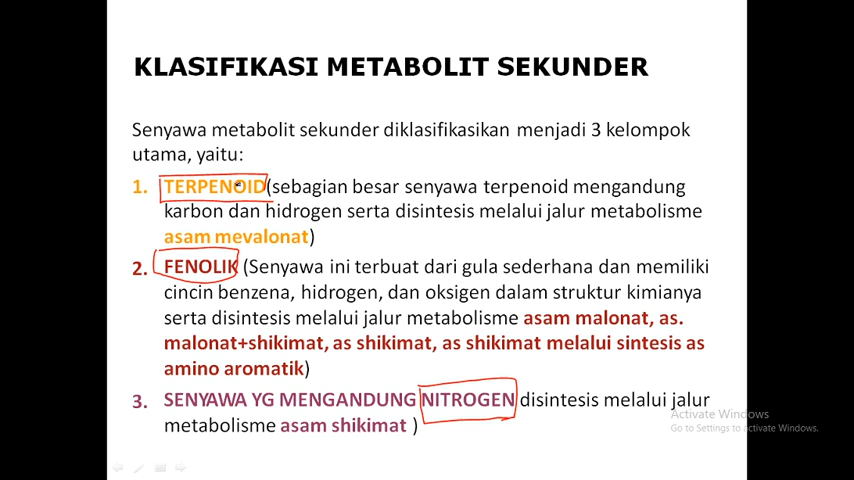 KLASIFIKASI METABOLIT SEKUNDER
Senyawa metabolit sekunder diklasifikasikan menjadi 3 kelompok
utama, yaitu:
1. TERPENOID(sebagian besar senyawa terpenoid mengandung
karbon dan hidrogen serta disintesis melalui jalur metabolisme
asam mevalonat)
2. FENOLIK (Senyawa ini terbuat dari gula sederhana dan memiliki
cincin benzena, hidrogen, dan oksigen dalam struktur kimianya
serta disintesis melalui jalur metabolisme asam malonat, as.
malonat+shikimat, as shikimat, as shikimat melalui sintesis as
amino aromatik)
3. SENYAWA YG MENGANDUNG NITROGEN disintesis melalui jalur
metabolisme asam shikimat )
Activate Windows
Go to Settings to activate Windows.